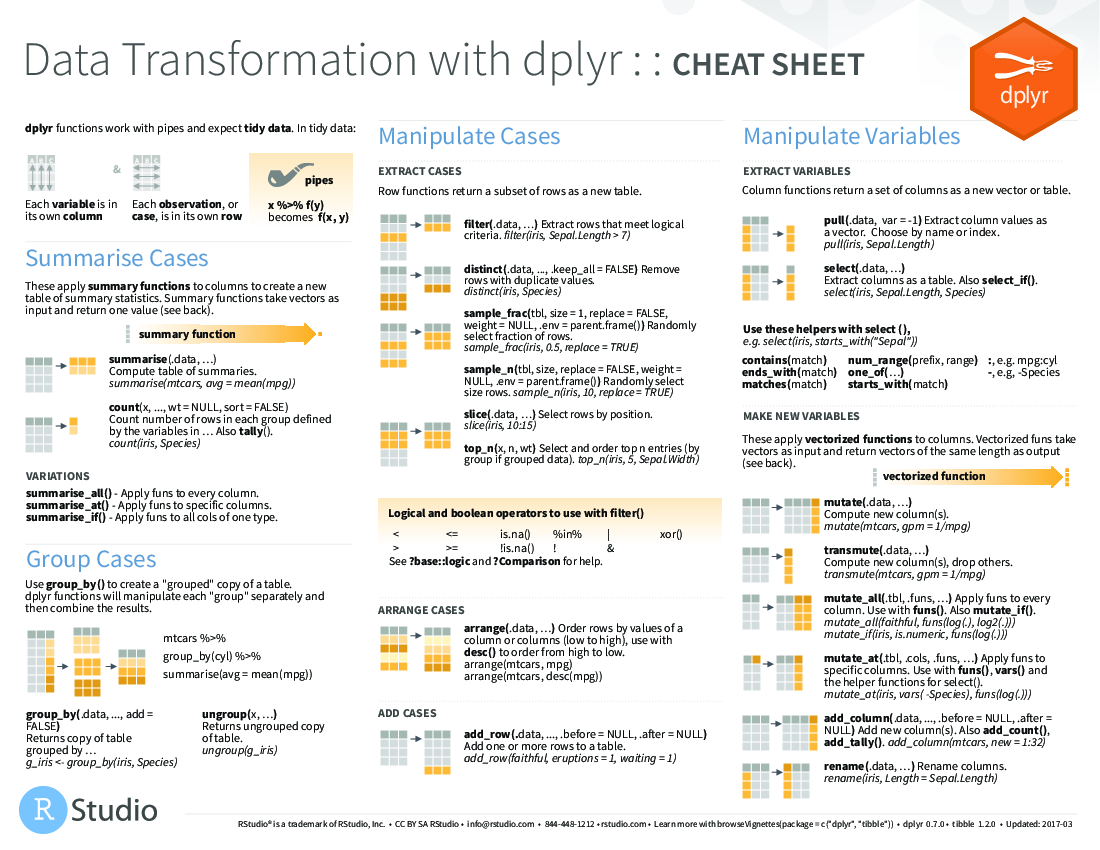 Data Transformation with dplyr : : CHEAT SHEET
dplyr
dplyr functions work with pipes and expect tidy data. In tidy data:
A B C
&
A B C
pipes
Each variable is in
its own column
Each observation, or
case, is in its own row
x %>% f(y)
becomes f(x, y)
Summarise Cases
These apply summary functions to columns to create a new
table of summary statistics. Summary functions take vectors as
input and return one value (see back).
summary function
summarise(.data, …)
Compute table of summaries.
summarise(mtcars, avg = mean(mpg))
count(x, ..., wt = NULL, sort = FALSE)
Count number of rows in each group defined
by the variables in … Also tally().
count(iris, Species)
VARIATIONS
summarise_all() - Apply funs to every column.
summarise_at() - Apply funs to specific columns.
summarise_if() - Apply funs to all cols of one type.
Group Cases
Use group_by() to create a "grouped" copy of a table.
dplyr functions will manipulate each "group" separately and
then combine the results.
mtcars %>%
group_by(cyl) %>%
summarise(avg = mean(mpg))
group_by(.data, ..., add =
FALSE)
Returns copy of table
grouped by …
g_iris <- group_by(iris, Species)
ungroup(x, …)
Returns ungrouped copy
of table.
ungroup(g_iris)
Manipulate Cases
EXTRACT CASES
Row functions return a subset of rows as a new table.
filter(.data, …) Extract rows that meet logical
criteria. filter(iris, Sepal.Length > 7)
distinct(.data, ..., .keep_all = FALSE) Remove
rows with duplicate values.
distinct(iris, Species)
sample_frac(tbl, size = 1, replace = FALSE,
weight = NULL, .env = parent.frame()) Randomly
select fraction of rows.
sample_frac(iris, 0.5, replace = TRUE)
sample_n(tbl, size, replace = FALSE, weight =
NULL, .env = parent.frame()) Randomly select
size rows. sample_n(iris, 10, replace = TRUE)
slice(.data, …) Select rows by position.
slice(iris, 10:15)
top_n(x, n, wt) Select and order top n entries (by
group if grouped data). top_n(iris, 5, Sepal.Width)
Logical and boolean operators to use with filter()
< <= is.na() %in% | xor()
> >= !is.na() ! &
See ?base::logic and ?Comparison for help.
ARRANGE CASES
arrange(.data, …) Order rows by values of a
column or columns (low to high), use with
desc() to order from high to low.
arrange(mtcars, mpg)
arrange(mtcars, desc(mpg))
ADD CASES
add_row(.data, ..., .before = NULL, .after = NULL)
Add one or more rows to a table.
add_row(faithful, eruptions = 1, waiting = 1)
Manipulate Variables
EXTRACT VARIABLES
Column functions return a set of columns as a new vector or table.
pull(.data, var = -1) Extract column values as
a vector. Choose by name or index.
pull(iris, Sepal.Length)
select(.data, …)
Extract columns as a table. Also select_if().
select(iris, Sepal.Length, Species)
Use these helpers with select (),
e.g. select(iris, starts_with("Sepal"))
contains(match) num_range(prefix, range) :, e.g. mpg:cyl
ends_with(match) one_of(…) -, e.g, -Species
matches(match) starts_with(match)
MAKE NEW VARIABLES
These apply vectorized functions to columns. Vectorized funs take
vectors as input and return vectors of the same length as output
(see back).
vectorized function
mutate(.data, …)
Compute new column(s).
mutate(mtcars, gpm = 1/mpg)
transmute(.data, …)
Compute new column(s), drop others.
transmute(mtcars, gpm = 1/mpg)
mutate_all(.tbl, .funs, …) Apply funs to every
column. Use with funs(). Also mutate_if().
mutate_all(faithful, funs(log(.), log2(.)))
mutate_if(iris, is.numeric, funs(log(.)))
mutate_at(.tbl, .cols, .funs, …) Apply funs to
specific columns. Use with funs(), vars() and
the helper functions for select().
mutate_at(iris, vars( -Species), funs(log(.)))
add_column(.data, ..., .before = NULL, .after =
NULL) Add new column(s). Also add_count(),
add_tally(). add_column(mtcars, new = 1:32)
rename(.data, …) Rename columns.
rename(iris, Length = Sepal.Length)
R Studio
RStudio® is a trademark of RStudio, Inc. • CC BY SA RStudio • info@rstudio.com • 844-448-1212 • rstudio.com • Learn more with browseVignettes(package = c("dplyr", "tibble")) • dplyr 0.7.0 • tibble 1.2.0 • Updated: 2017-03